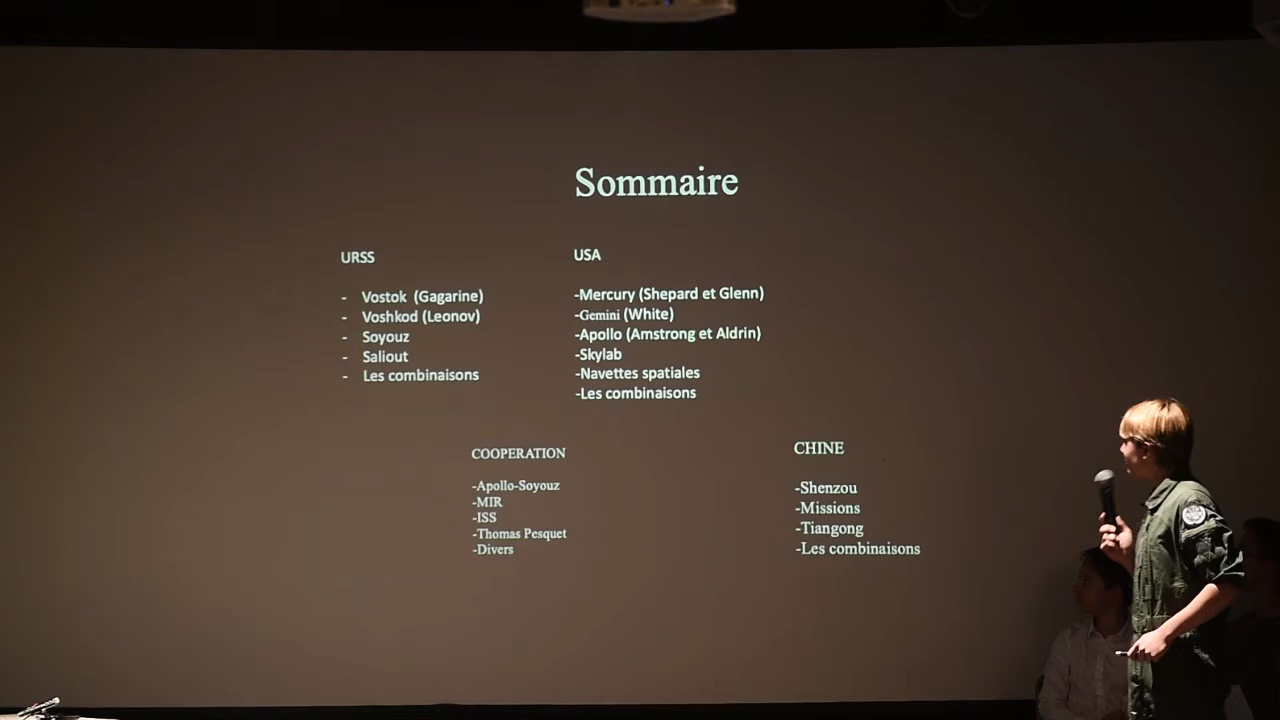 Sommaire
URSS
- Vostok (Gagarine)
- Voshkod (Leonov)
- Soyouz
- Saliout
- Les combinaisons
USA
-Mercury (Shepard et Glenn)
-Gemini (White)
-Apollo (Amstrong et Aldrin)
-Skylab
-Navettes spatiales
-Les combinaisons
COOPERATION
-Apollo-Soyouz
-MIR
-ISS
-Thomas Pesquet
-Divers
CHINE
-Shenzou
-Missions
-Tiangong
-Les combinaisons